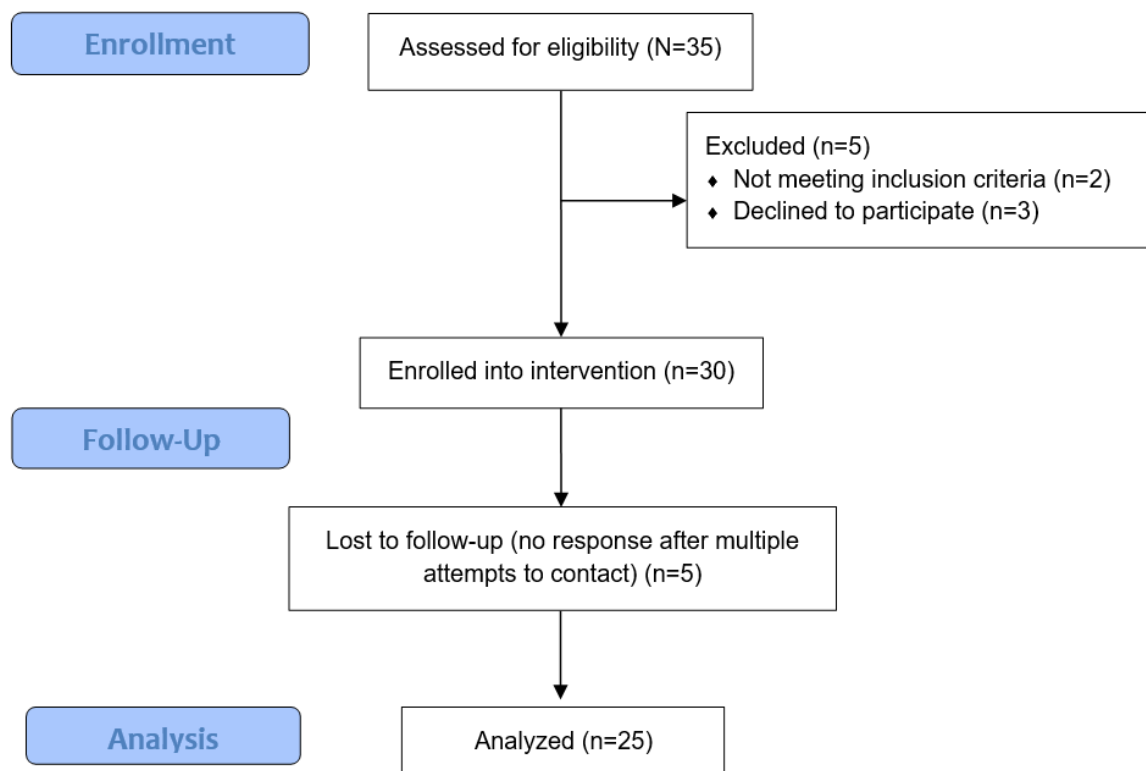 Enrollment
Assessed for eligibility (N=35)
Excluded (n=5)
♦ Not meeting inclusion criteria (n=2)
♦ Declined to participate (n=3)
Enrolled into intervention (n=30)
Follow-Up
Lost to follow-up (no response after multiple
attempts to contact) (n=5)
Analysis
Analyzed (n=25)